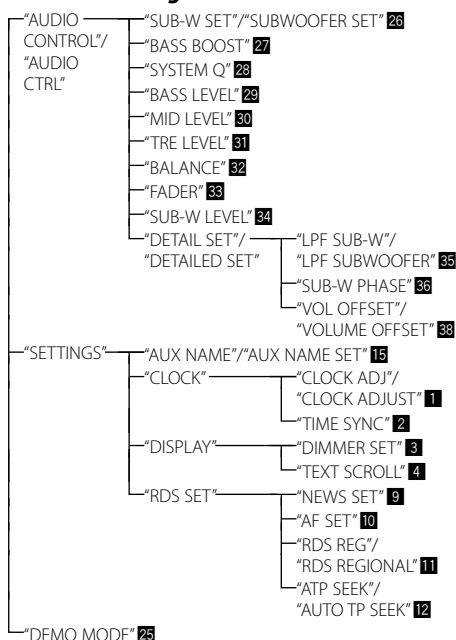 “AUDIO
CONTROL”/
“AUDIO
CTRL”
“SUB-W SET”/“SUBWOOFER SET” 26
“BASS BOOST” 27
“SYSTEM Q” 28
“BASS LEVEL” 29
“MID LEVEL” 30
“TRE LEVEL” 31
“BALANCE” 32
“FADER” 33
“SUB-W LEVEL” 34
“DETAIL SET”/
“DETAILED SET”
“LPF SUB-W”/
“LPF SUBWOOFER” 35
“SUB-W PHASE” 36
“VOL OFFSET”/
“VOLUME OFFSET” 38
“SETTINGS”
“AUX NAME”/“AUX NAME SET” 15
“CLOCK”
“CLOCK ADJ”/
“CLOCK ADJUST” 1
“TIME SYNC” 2
“DISPLAY”
“DIMMER SET” 3
“TEXT SCROLL” 4
“RDS SET”
“NEWS SET” 9
“AF SET” 10
“RDS REG”/
“RDS REGIONAL” 11
“ATP SEEK”/
“AUTO TP SEEK” 12
“DEMO MODE” 25